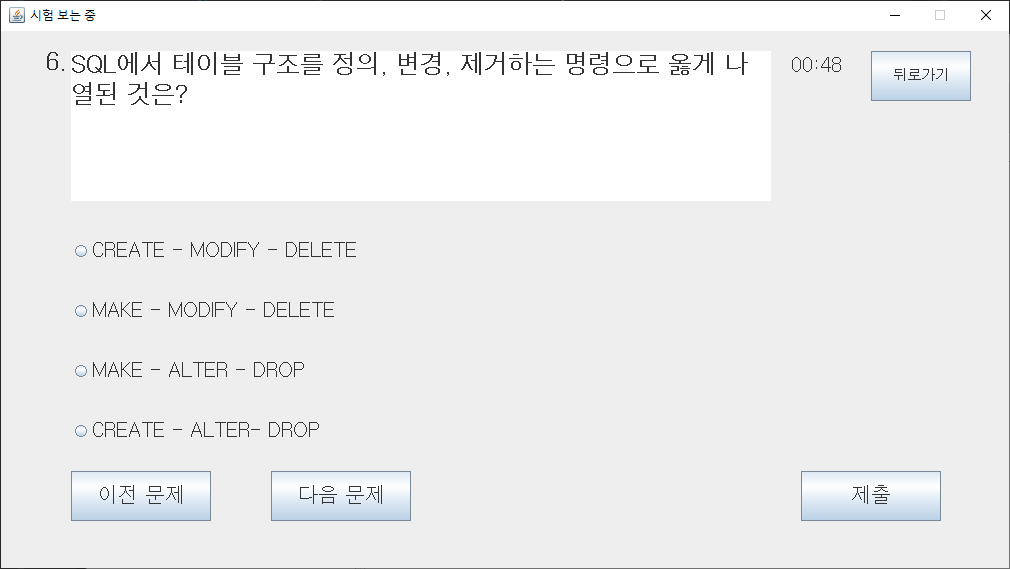 시험 보는 중
6. SQL에서 테이블 구조를 정의, 변경, 제거하는 명령으로 옳게 나
열된 것은?
00:48
뒤로가기
CREATE - MODIFY - DELETE
MAKE - MODIFY - DELETE
MAKE - ALTER - DROP
CREATE - ALTER- DROP
이전 문제
다음 문제
제출